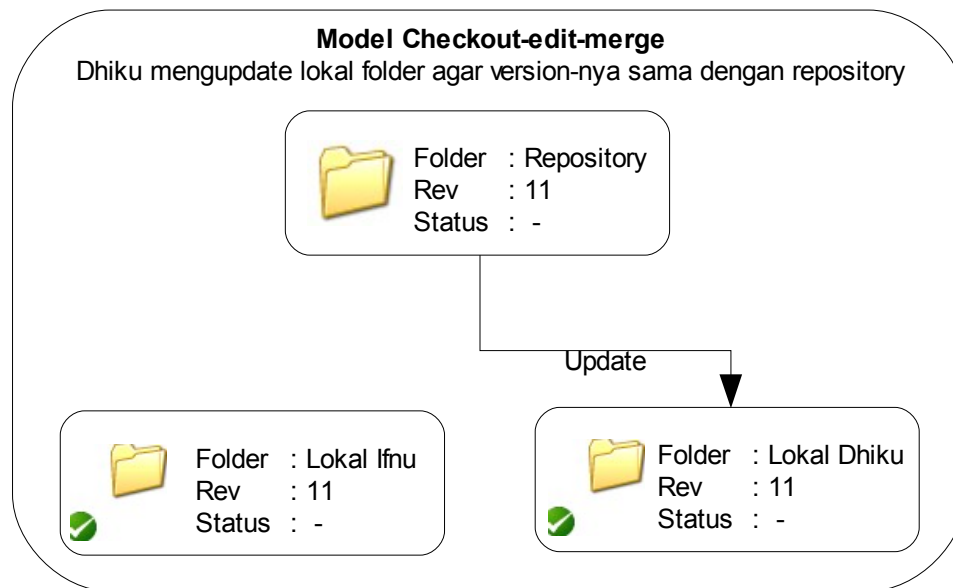 Model Checkout-edit-merge
Dhiku mengupdate lokal folder agar version-nya sama dengan repository
Folder : Repository
Rev : 11
Status : -
Update
Folder : Lokal Ifnu
Rev : 11
Status : -
Folder : Lokal Dhiku
Rev : 11
Status : -